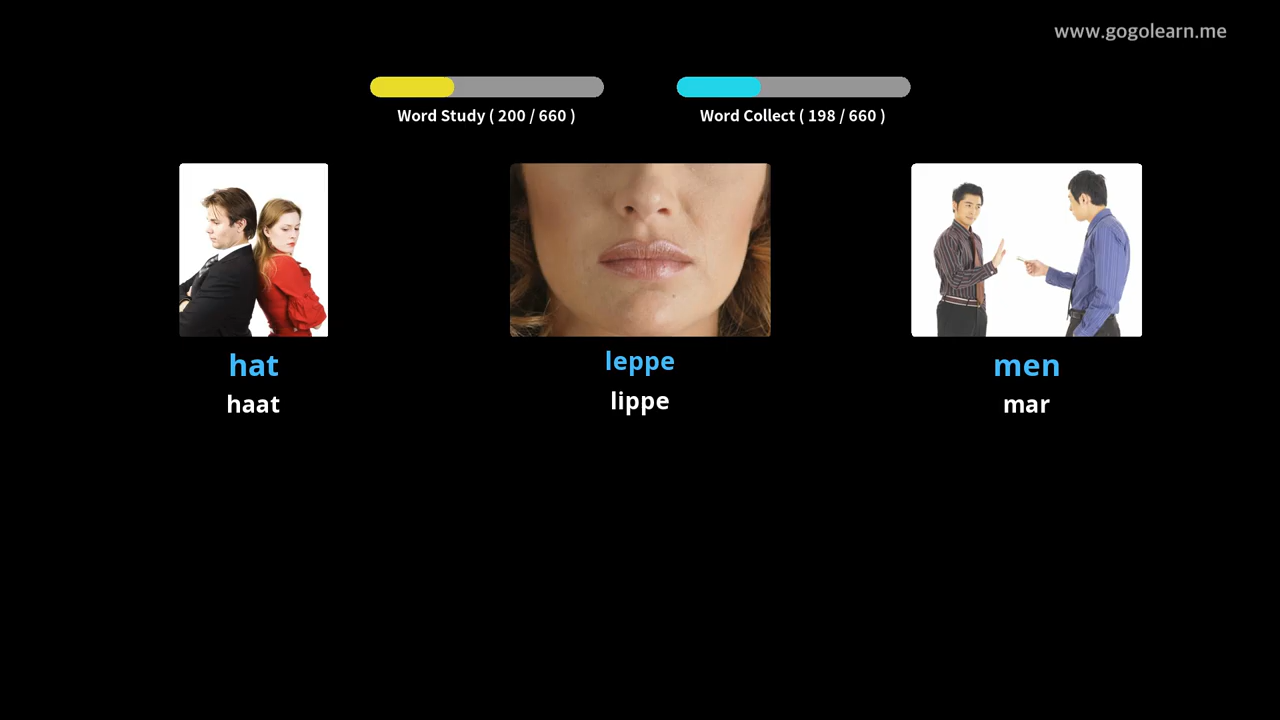 www.gogolearn.me
Word Study ( 200 / 660 )
Word Collect ( 198 / 660 )
hat
haat
leppe
lippe
men
mar